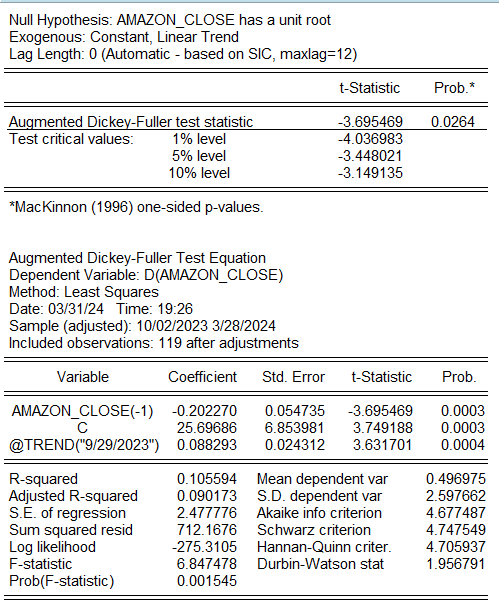 Null Hypothesis: AMAZON_CLOSE has a unit root
Exogenous: Constant, Linear Trend
Lag Length: 0 (Automatic - based on SIC, maxlag=12)
t-Statistic Prob.*
Augmented Dickey-Fuller test statistic -3.695469 0.0264
Test critical values: 1% level -4.036983
5% level -3.448021
10% level -3.149135
*MacKinnon (1996) one-sided p-values.
Augmented Dickey-Fuller Test Equation
Dependent Variable: D(AMAZON_CLOSE)
Method: Least Squares
Date: 03/31/24 Time: 19:26
Sample (adjusted): 10/02/2023 3/28/2024
Included observations: 119 after adjustments
Variable Coefficient Std. Error t-Statistic Prob.
AMAZON_CLOSE(-1) -0.202270 0.054735 -3.695469 0.0003
C 25.69686 6.853981 3.749188 0.0003
@TREND("9/29/2023") 0.088293 0.024312 3.631701 0.0004
R-squared 0.105594 Mean dependent var 0.496975
Adjusted R-squared 0.090173 S.D. dependent var 2.597662
S.E. of regression 2.477776 Akaike info criterion 4.677487
Sum squared resid 712.1676 Schwarz criterion 4.747549
Log likelihood -275.3105 Hannan-Quinn criter. 4.705937
F-statistic 6.847478 Durbin-Watson stat 1.956791
Prob(F-statistic) 0.001545